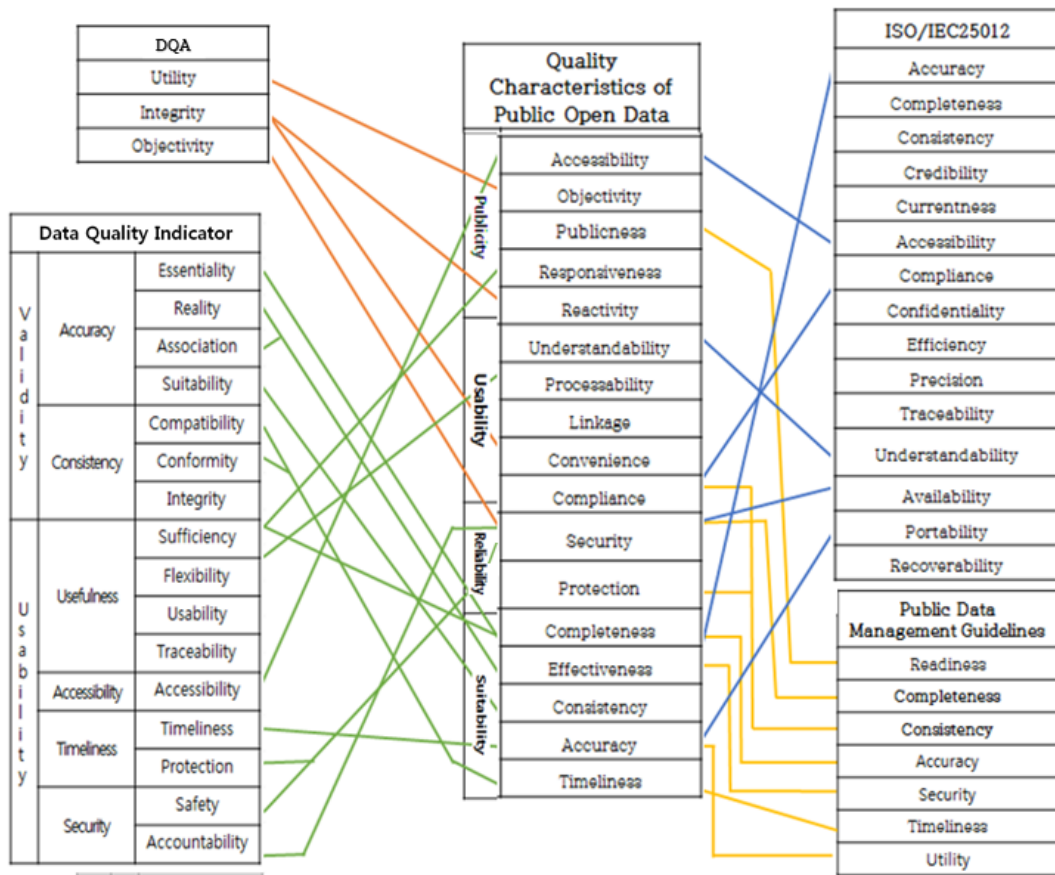 DQA
Utility
Integrity
Objectivity
Data Quality Indicator
Validity
Accuracy
Essentiality
Reality
Association
Suitability
Consistency
Compatibility
Conformity
Integrity
Usability
Usefulness
Sufficiency
Flexibility
Usability
Traceability
Accessibility
Accessibility
Timeliness
Timeliness
Protection
Security
Safety
Accountability
Quality
Characteristics of
Public Open Data
Publicity
Accessibility
Objectivity
Publicness
Responsiveness
Reactivity
Usability
Understandability
Processability
Linkage
Convenience
Compliance
Reliability
Security
Protection
Suitability
Completeness
Effectiveness
Consistency
Accuracy
Timeliness
ISO/IEC25012
Accuracy
Completeness
Consistency
Credibility
Currentness
Accessibility
Compliance
Confidentiality
Efficiency
Precision
Traceability
Understandability
Availability
Portability
Recoverability
Public Data
Management Guidelines
Readiness
Completeness
Consistency
Accuracy
Security
Timeliness
Utility